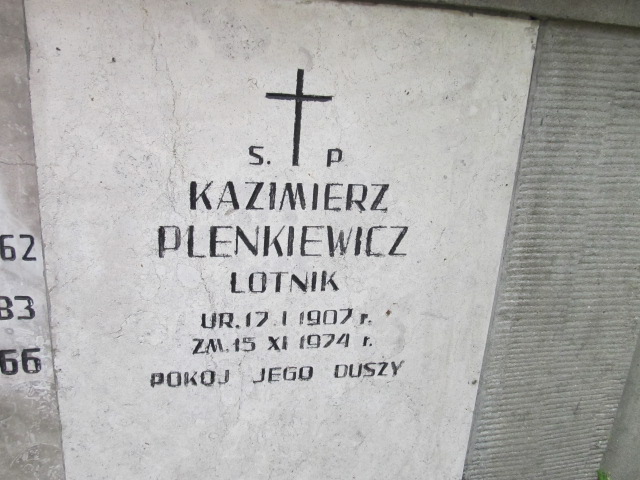 S. P
KAZIMIERZ
PLENKIEWICZ
LOTNIK
UR. 17 I 1907 r.
ZM. 15 XI 1974 r.
POKOJ JEGO DUSZY
62
83
66